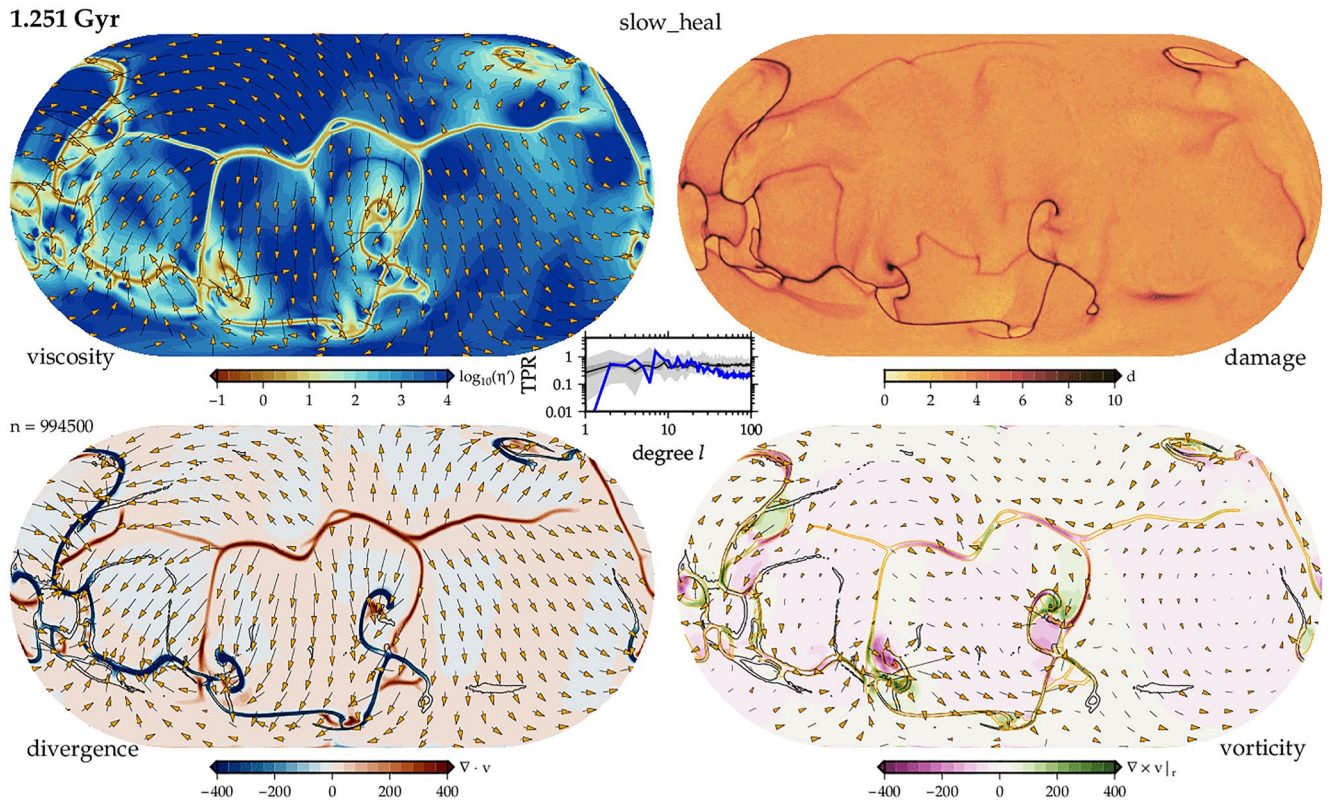 1.251 Gyr
slow_heal
viscosity
damage
−1 0 1 2 3 4 log₁₀(η′)
0 2 4 6 8 10 d
TPR
1
0.1
0.01
1 10 100
degree l
n = 994500
divergence
vorticity
−400 −200 0 200 400 ∇ · v
−400 −200 0 200 400 ∇ × v|ᵣ